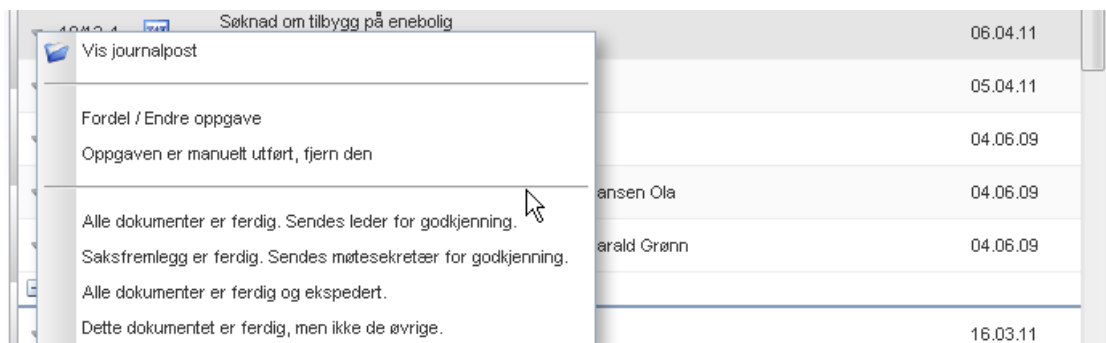 Søknad om tilbygg på enebolig
06.04.11
Vis journalpost
05.04.11
Fordel / Endre oppgave
04.06.09
Oppgaven er manuelt utført, fjern den
ansen Ola 04.06.09
Alle dokumenter er ferdig. Sendes leder for godkjenning.
arald Grønn 04.06.09
Saksfremlegg er ferdig. Sendes møtesekretær for godkjenning.
Alle dokumenter er ferdig og ekspedert.
Dette dokumentet er ferdig, men ikke de øvrige.
16.03.11